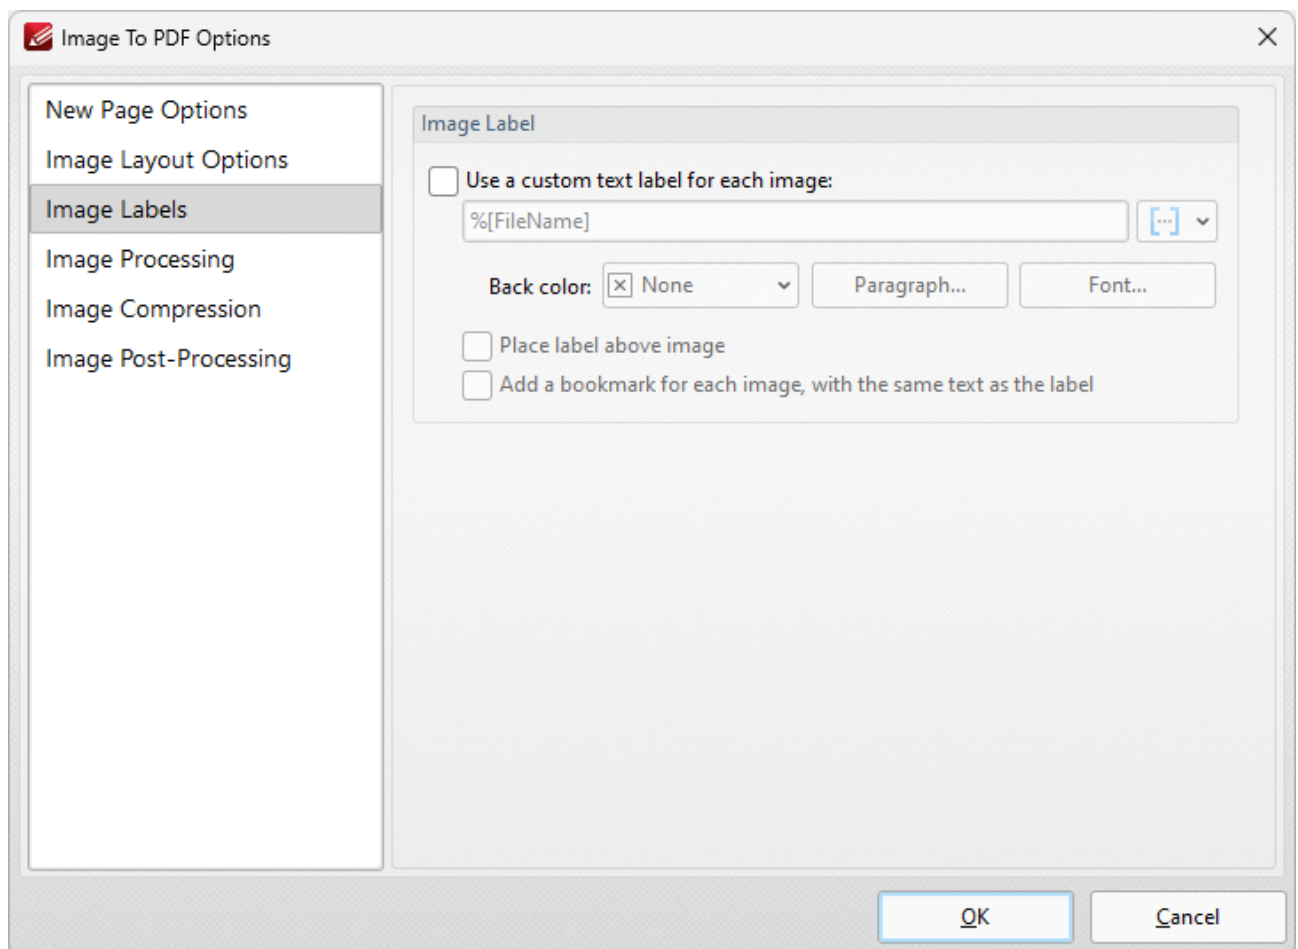 Image To PDF Options
New Page Options
Image Layout Options
Image Labels
Image Processing
Image Compression
Image Post-Processing
Image Label
Use a custom text label for each image:
%[FileName]
Back color: None Paragraph... Font...
Place label above image
Add a bookmark for each image, with the same text as the label
OK Cancel